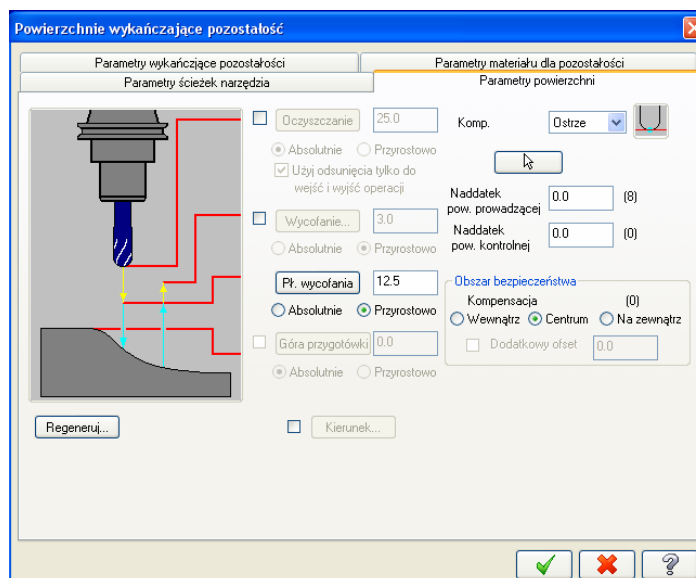 Powierzchnie wykańczające pozostałość
Parametry wykańczające pozostałości
Parametry materiału dla pozostałości
Parametry ścieżek narzędzia
Parametry powierzchni
Oczyszczanie 25.0
Absolutnie Przyrostowo
Użyj odsunięcia tylko do
wejść i wyjść operacji
Wycofanie... 3.0
Absolutnie Przyrostowo
Pł. wycofania 12.5
Absolutnie Przyrostowo
Góra przygotówki 0.0
Absolutnie Przyrostowo
Regeneruj...
Kierunek...
Komp. Ostrze
Naddatek
pow. prowadzącej 0.0 (8)
Naddatek
pow. kontrolnej 0.0 (0)
Obszar bezpieczeństwa
Kompensacja (0)
Wewnątrz Centrum Na zewnątrz
Dodatkowy ofset 0.0